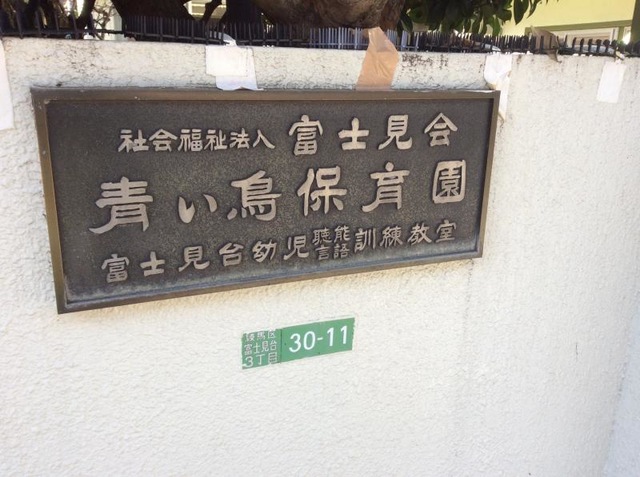 社会福祉法人 富士見会
青い鳥保育園
富士見台幼児聴能言語訓練教室
練馬区
富士見台
3丁目
30-11